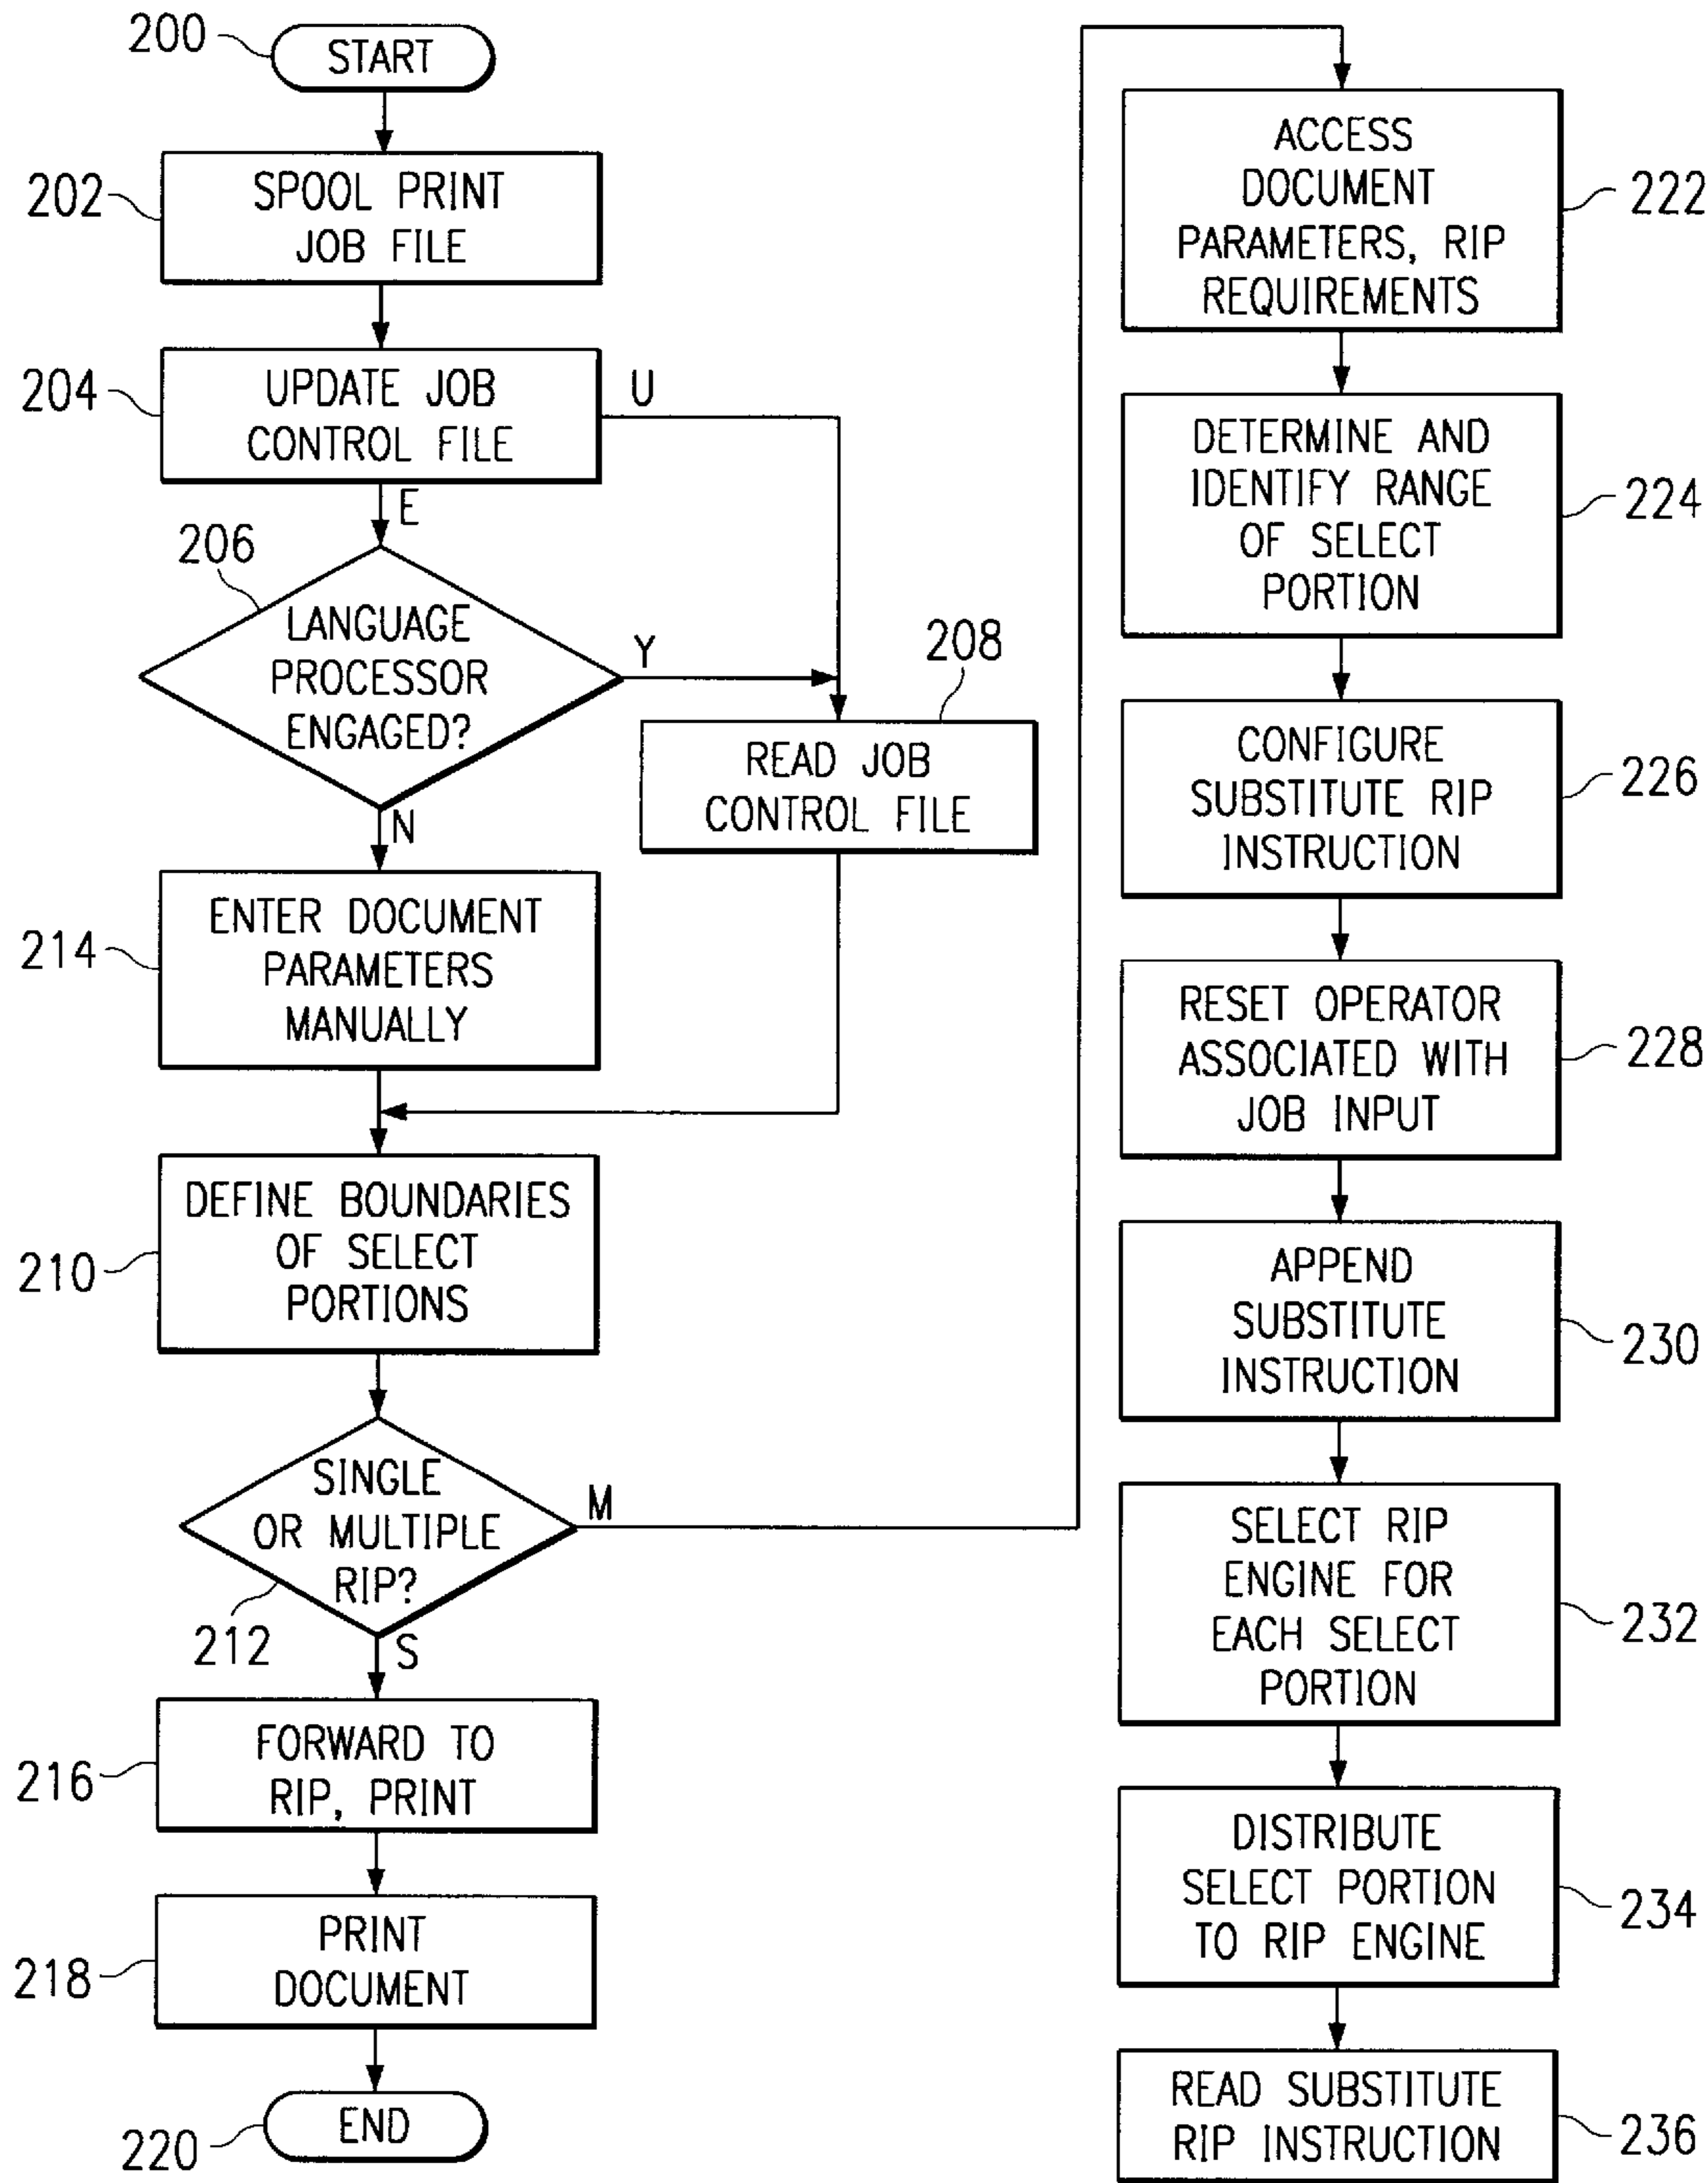 200
START
202
SPOOL PRINT
JOB FILE
204
UPDATE JOB
CONTROL FILE
U
E
206
LANGUAGE
PROCESSOR
ENGAGED?
Y
N
208
READ JOB
CONTROL FILE
214
ENTER DOCUMENT
PARAMETERS
MANUALLY
210
DEFINE BOUNDARIES
OF SELECT
PORTIONS
SINGLE
OR MULTIPLE
RIP?
M
212
S
216
FORWARD TO
RIP, PRINT
218
PRINT
DOCUMENT
220
END
ACCESS
DOCUMENT
PARAMETERS, RIP
REQUIREMENTS
222
DETERMINE AND
IDENTIFY RANGE
OF SELECT
PORTION
224
CONFIGURE
SUBSTITUTE RIP
INSTRUCTION
226
RESET OPERATOR
ASSOCIATED WITH
JOB INPUT
228
APPEND
SUBSTITUTE
INSTRUCTION
230
SELECT RIP
ENGINE FOR
EACH SELECT
PORTION
232
DISTRIBUTE
SELECT PORTION
TO RIP ENGINE
234
READ SUBSTITUTE
RIP INSTRUCTION
236